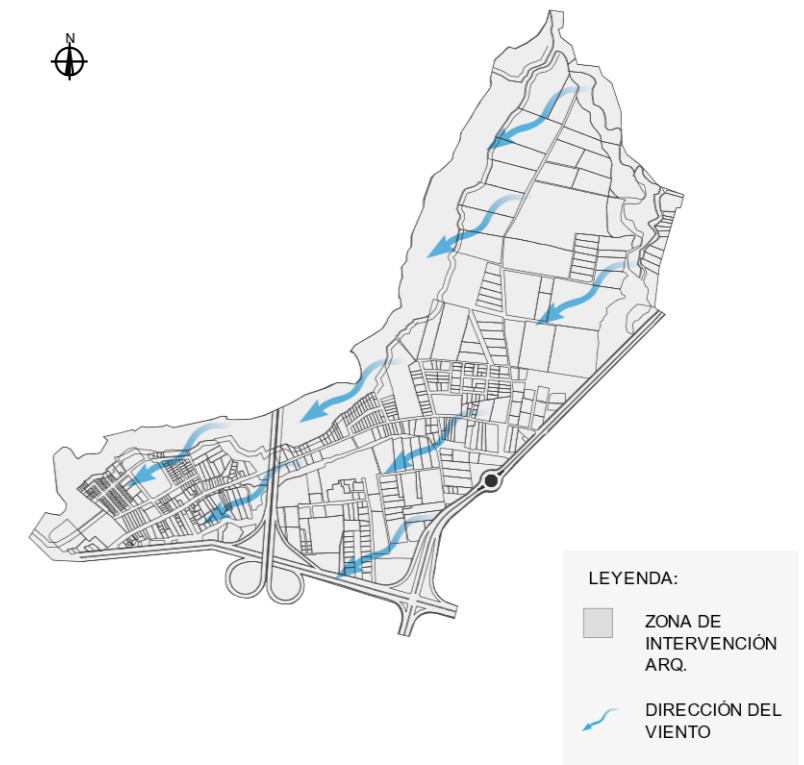 N
LEYENDA:
ZONA DE
INTERVENCIÓN
ARQ.
DIRECCIÓN DEL
VIENTO